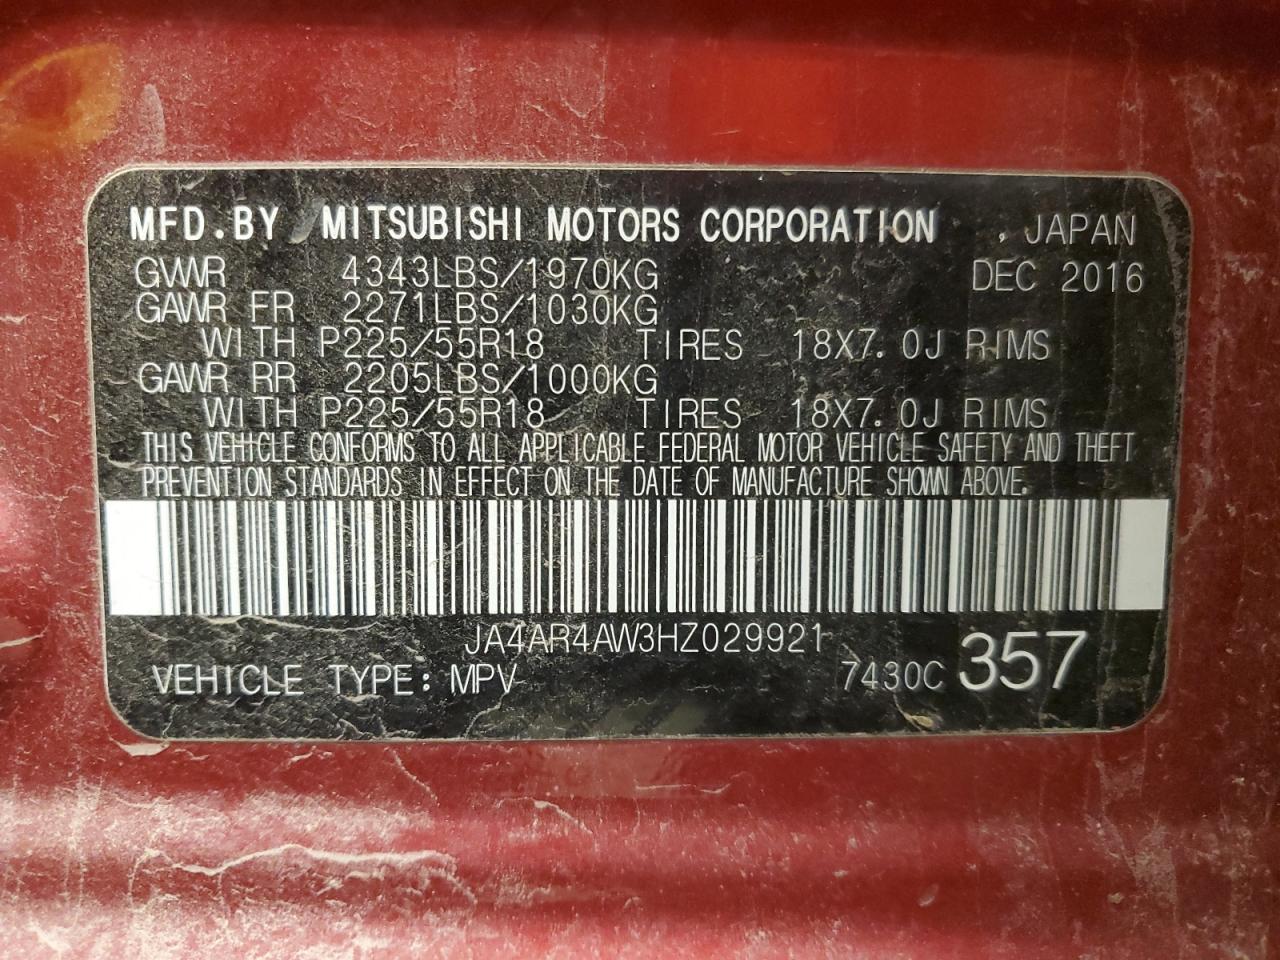 MFD.BY MITSUBISHI MOTORS CORPORATION , JAPAN
GVWR 4343LBS/1970KG DEC 2016
GAWR FR 2271LBS/1030KG
WITH P225/55R18 TIRES 18X7.0J RIMS
GAWR RR 2205LBS/1000KG
WITH P225/55R18 TIRES 18X7.0J RIMS
THIS VEHICLE CONFORMS TO ALL APPLICABLE FEDERAL MOTOR VEHICLE SAFETY AND THEFT
PREVENTION STANDARDS IN EFFECT ON THE DATE OF MANUFACTURE SHOWN ABOVE.
JA4AR4AW3HZ029921
VEHICLE TYPE: MPV 7430C 357